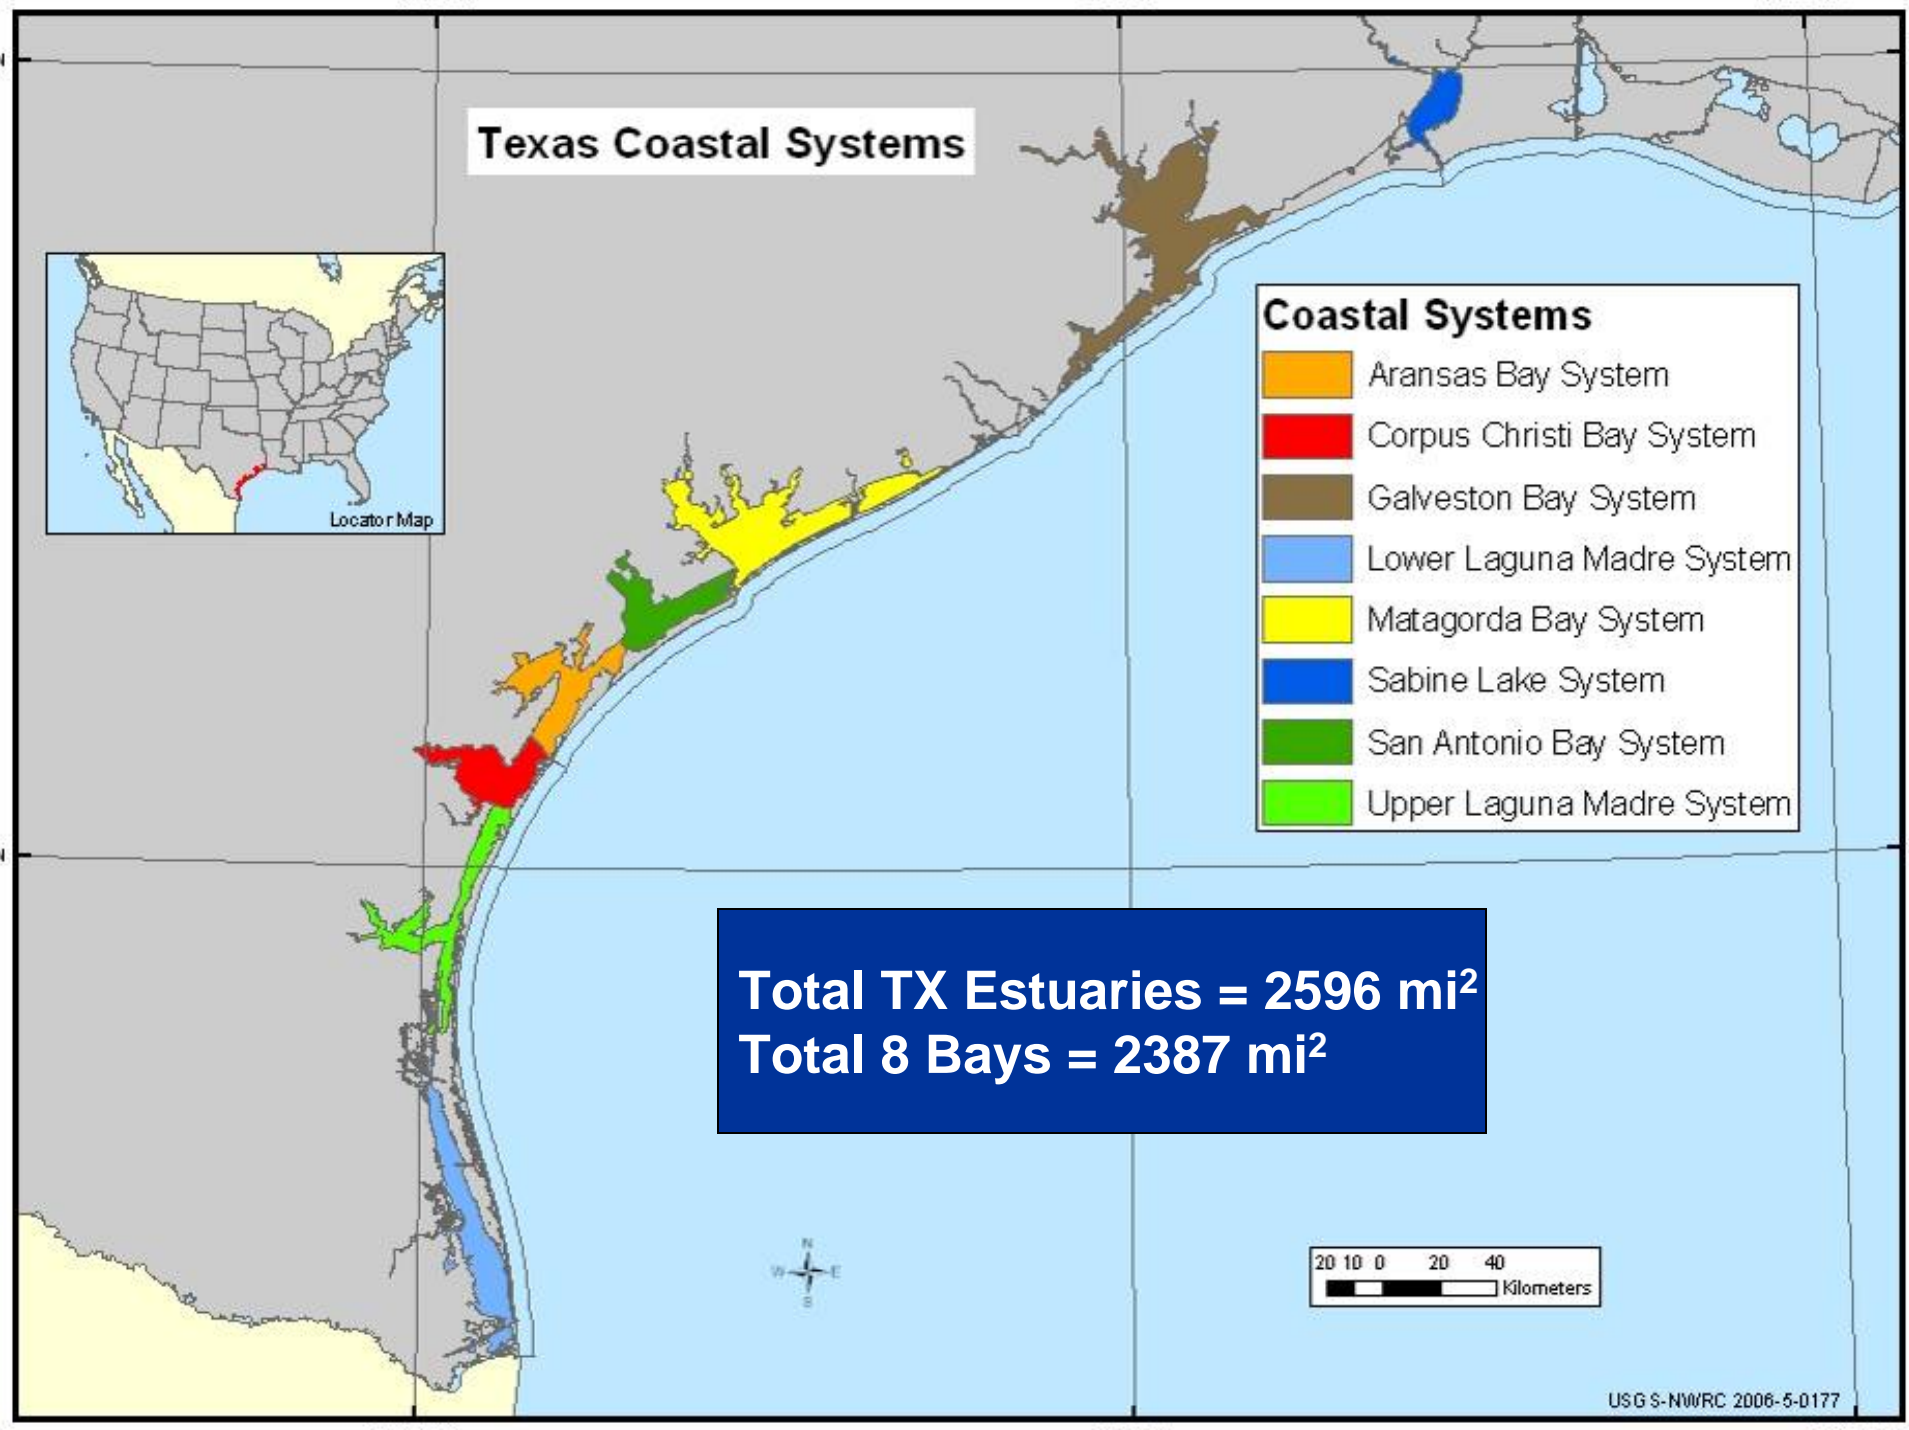 Texas Coastal Systems
Locator Map
Coastal Systems
Aransas Bay System
Corpus Christi Bay System
Galveston Bay System
Lower Laguna Madre System
Matagorda Bay System
Sabine Lake System
San Antonio Bay System
Upper Laguna Madre System
Total TX Estuaries = 2596 mi²
Total 8 Bays = 2387 mi²
N
W E
S
20 10 0 20 40
Kilometers
USGS-NWRC 2006-5-0177